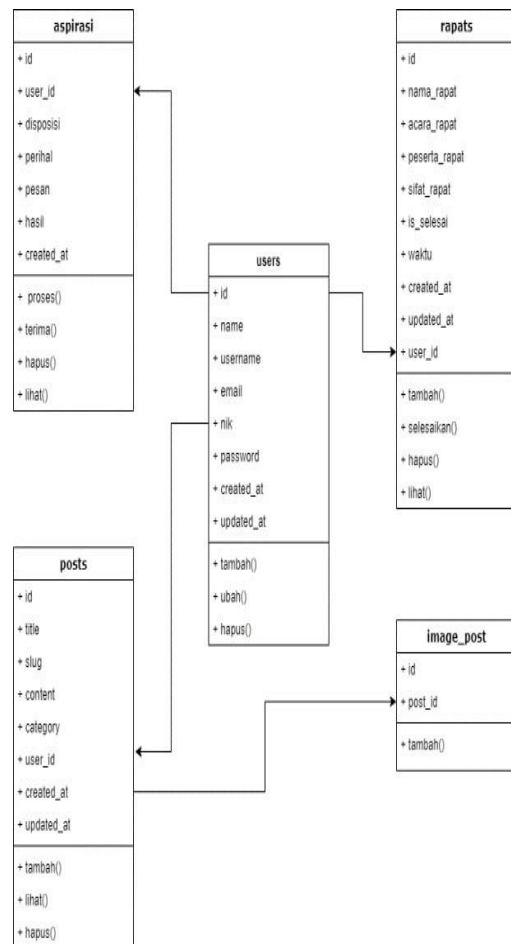 aspirasi
+ id
+ user_id
+ disposisi
+ perihal
+ pesan
+ hasil
+ created_at
+ proses()
+ terima()
+ hapus()
+ lihat()
rapats
+ id
+ nama_rapat
+ acara_rapat
+ peserta_rapat
+ sifat_rapat
+ is_selesai
+ waktu
+ created_at
+ updated_at
+ user_id
+ tambah()
+ selesaikan()
+ hapus()
+ lihat()
users
+ id
+ name
+ username
+ email
+ nik
+ password
+ created_at
+ updated_at
+ tambah()
+ ubah()
+ hapus()
posts
+ id
+ title
+ slug
+ content
+ category
+ user_id
+ created_at
+ updated_at
+ tambah()
+ lihat()
+ hapus()
image_post
+ id
+ post_id
+ tambah()